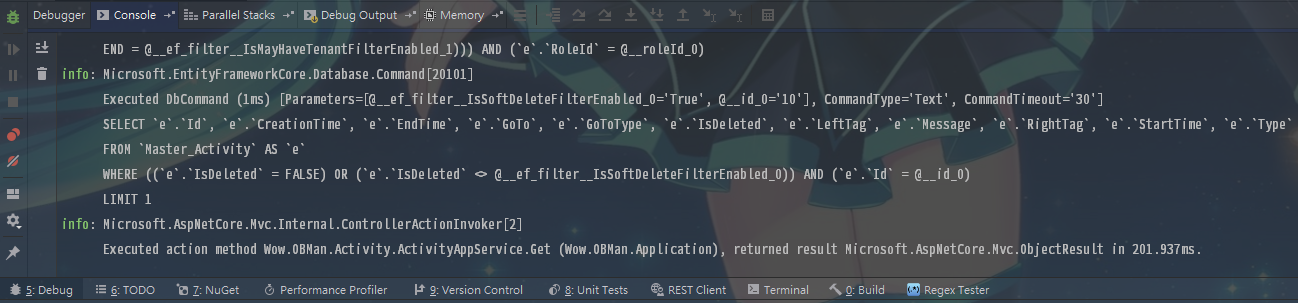 Debugger Console Parallel Stacks Debug Output Memory
END = @__ef_filter__IsMayHaveTenantFilterEnabled_1))) AND (`e`.`RoleId` = @__roleId_0)
info: Microsoft.EntityFrameworkCore.Database.Command[20101]
Executed DbCommand (1ms) [Parameters=[@__ef_filter__IsSoftDeleteFilterEnabled_0='True', @__id_0='10'], CommandType='Text', CommandTimeout='30']
SELECT `e`.`Id`, `e`.`CreationTime`, `e`.`EndTime`, `e`.`GoTo`, `e`.`GoToType`, `e`.`IsDeleted`, `e`.`LeftTag`, `e`.`Message`, `e`.`RightTag`, `e`.`StartTime`, `e`.`Type`
FROM `Master_Activity` AS `e`
WHERE ((`e`.`IsDeleted` = FALSE) OR (`e`.`IsDeleted` <> @__ef_filter__IsSoftDeleteFilterEnabled_0)) AND (`e`.`Id` = @__id_0)
LIMIT 1
info: Microsoft.AspNetCore.Mvc.Internal.ControllerActionInvoker[2]
Executed action method Wow.OBMan.Activity.ActivityAppService.Get (Wow.OBMan.Application), returned result Microsoft.AspNetCore.Mvc.ObjectResult in 201.937ms.
5: Debug 6: TODO 7: NuGet Performance Profiler 9: Version Control 8: Unit Tests REST Client Terminal 0: Build Regex Tester